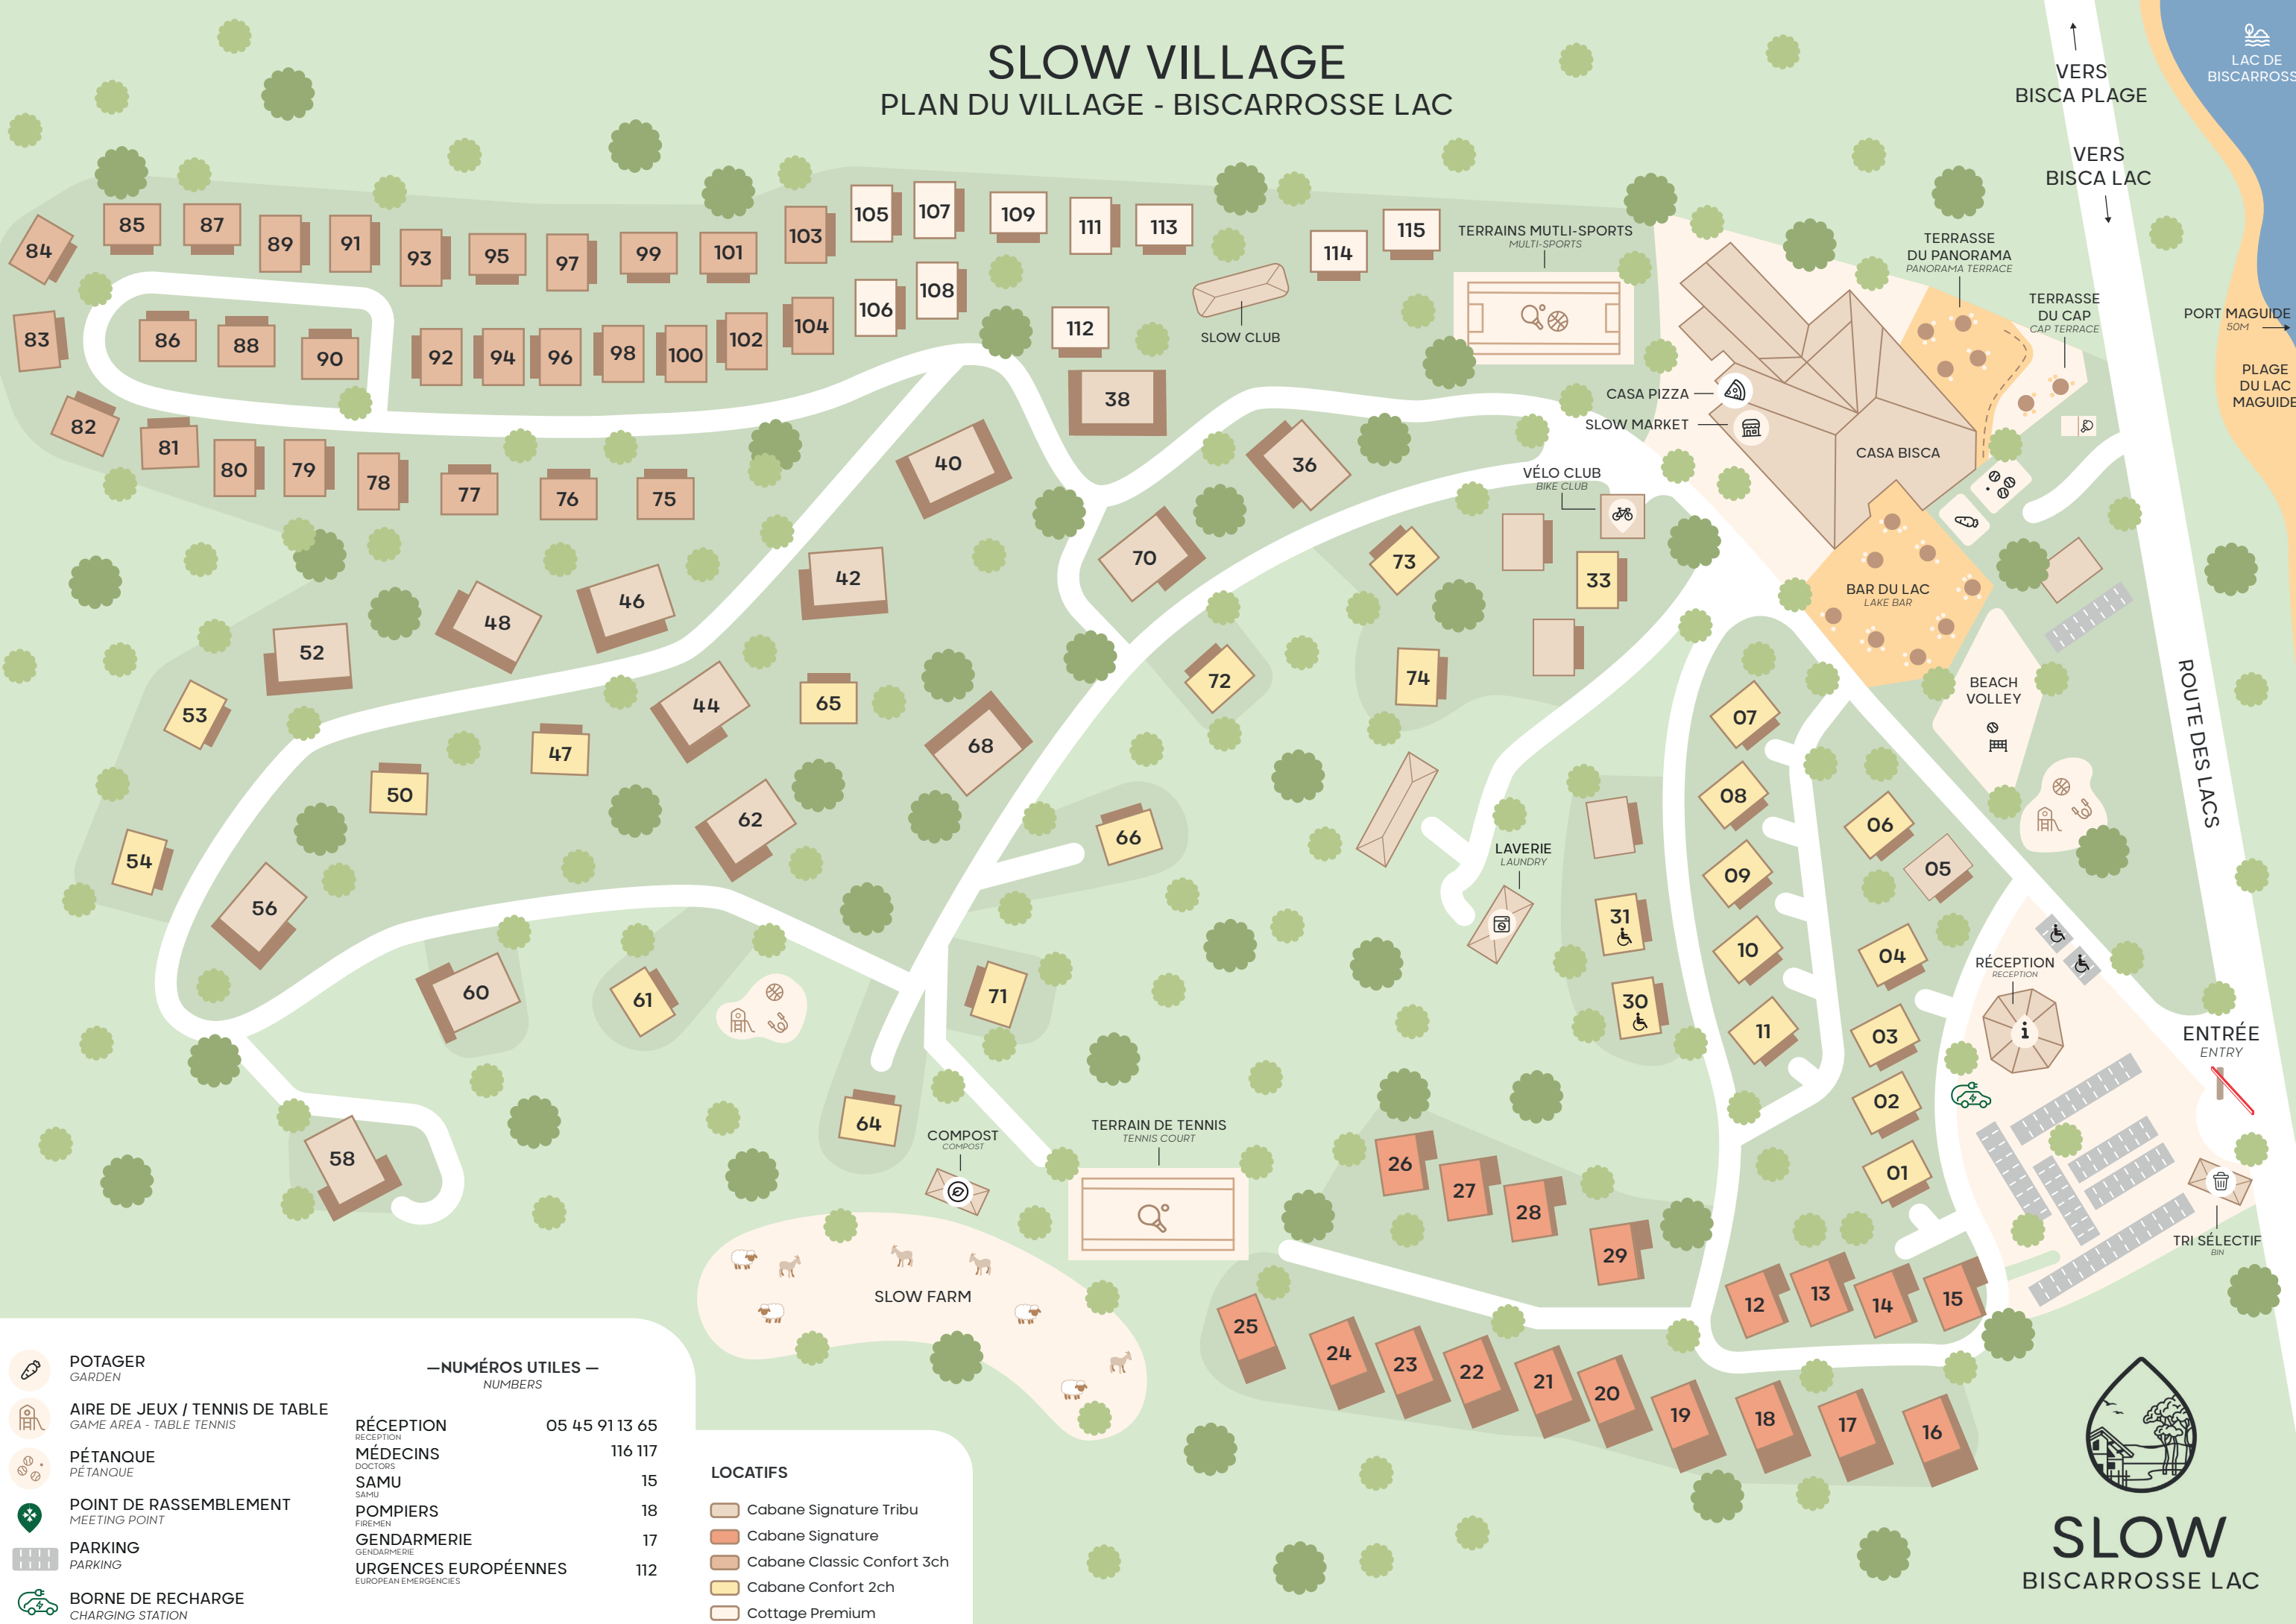 SLOW VILLAGE
PLAN DU VILLAGE - BISCARROSSE LAC
VERS
BISCA PLAGE
VERS
BISCA LAC
LAC DE
BISCARROSS
TERRASSE
DU PANORAMA
PANORAMA TERRACE
TERRASSE
DU CAP
CAP TERRACE
PORT MAGUIDE
50M
PLAGE
DU LAC
MAGUIDE
TERRAINS MUTLI-SPORTS
MULTI-SPORTS
SLOW CLUB
CASA PIZZA
SLOW MARKET
CASA BISCA
VÉLO CLUB
BIKE CLUB
BAR DU LAC
LAKE BAR
BEACH
VOLLEY
ROUTE DES LACS
LAVERIE
LAUNDRY
RÉCEPTION
RECEPTION
ENTRÉE
ENTRY
TRI SÉLECTIF
BIN
TERRAIN DE TENNIS
TENNIS COURT
COMPOST
COMPOST
SLOW FARM
84
85
87
89
91
93
95
97
99
101
103
105
107
109
111
113
114
115
83
86
88
90
92
94
96
98
100
102
104
106
108
112
38
82
81
80
79
78
77
76
75
40
36
70
73
33
42
46
48
52
53
44
65
72
74
68
47
50
62
66
54
56
60
61
71
64
58
07
08
09
10
11
06
05
04
03
02
01
31
30
26
27
28
29
12
13
14
15
25
24
23
22
21
20
19
18
17
16
POTAGER
GARDEN
AIRE DE JEUX / TENNIS DE TABLE
GAME AREA - TABLE TENNIS
PÉTANQUE
PÉTANQUE
POINT DE RASSEMBLEMENT
MEETING POINT
PARKING
PARKING
BORNE DE RECHARGE
CHARGING STATION
—NUMÉROS UTILES —
NUMBERS
RÉCEPTION 05 45 91 13 65
RECEPTION
MÉDECINS 116 117
DOCTORS
SAMU 15
SAMU
POMPIERS 18
FIREMEN
GENDARMERIE 17
GENDARMERIE
URGENCES EUROPÉENNES 112
EUROPEAN EMERGENCIES
LOCATIFS
Cabane Signature Tribu
Cabane Signature
Cabane Classic Confort 3ch
Cabane Confort 2ch
Cottage Premium
SLOW
BISCARROSSE LAC